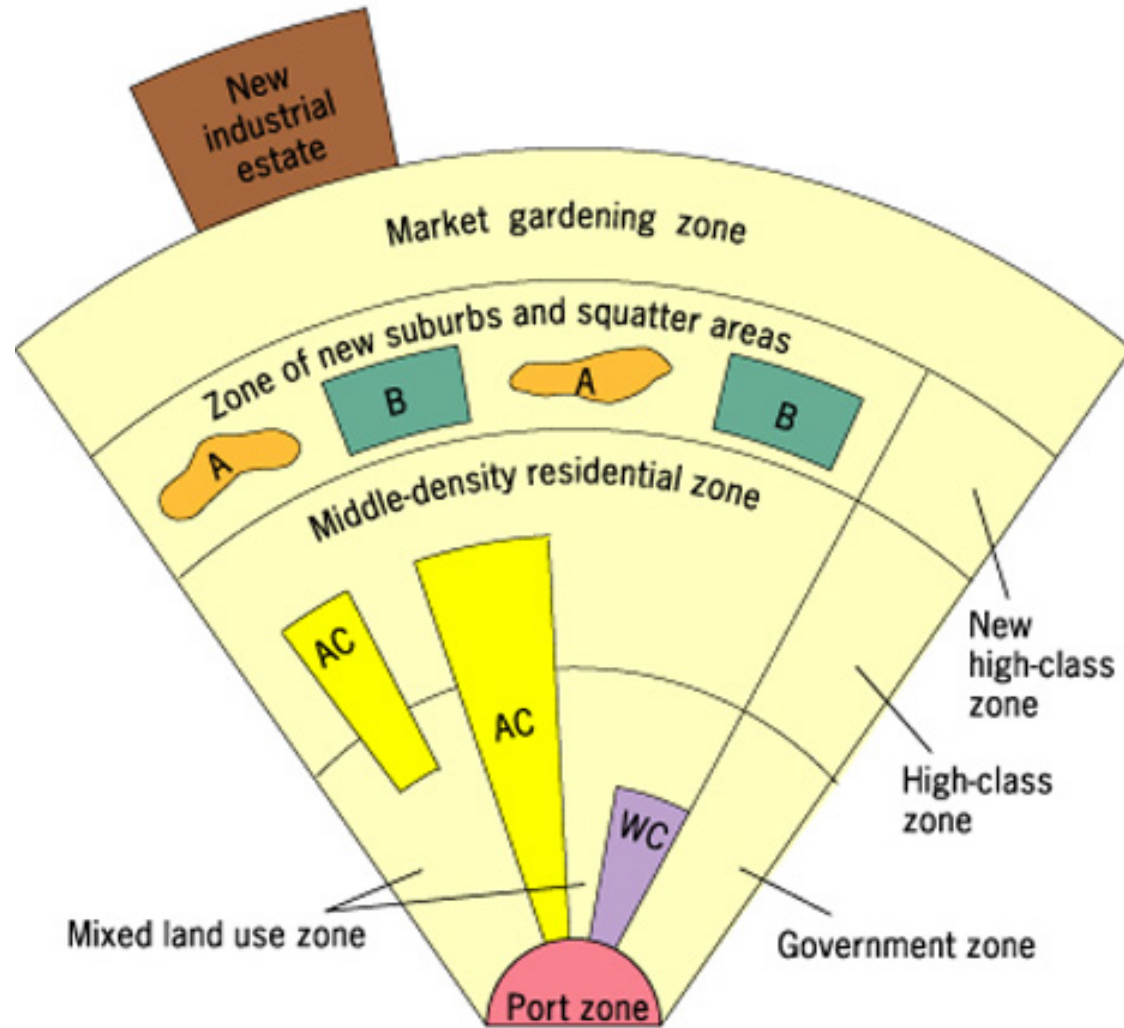 New
industrial
estate
Market gardening zone
Zone of new suburbs and squatter areas
A
B
A
B
Middle-density residential zone
AC
AC
WC
New
high-class
zone
High-class
zone
Mixed land use zone
Government zone
Port zone